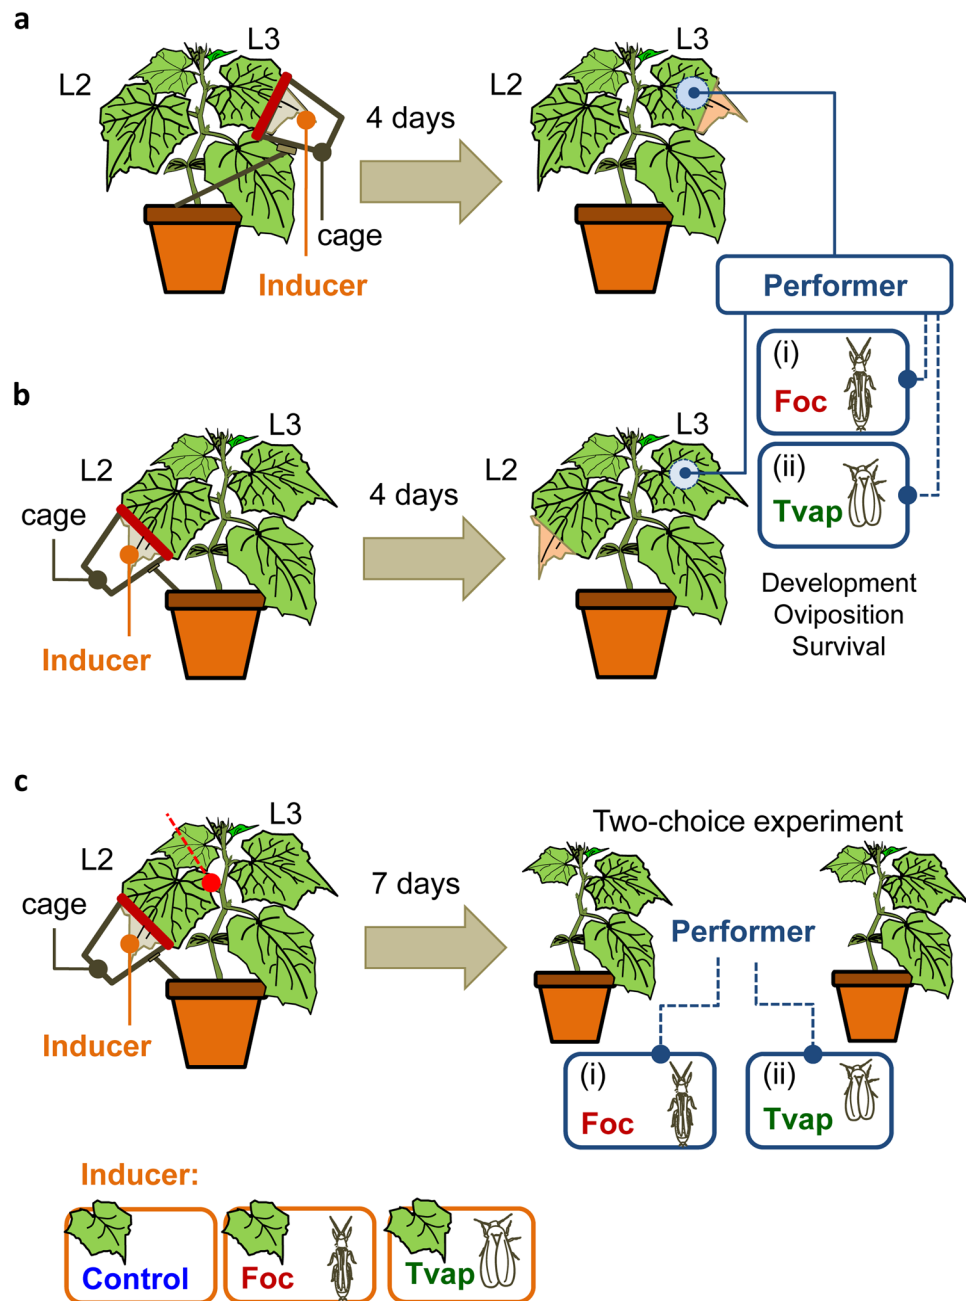 a
L3
L3
L2
L2
4 days
cage
Inducer
Performer
(i)
Foc
b
L3
L3
L2
L2
(ii)
Tvap
cage
4 days
Development
Oviposition
Survival
Inducer
c
L3
Two-choice experiment
L2
7 days
cage
Performer
Inducer
(i)
Foc
(ii)
Tvap
Inducer:
Control
Foc
Tvap